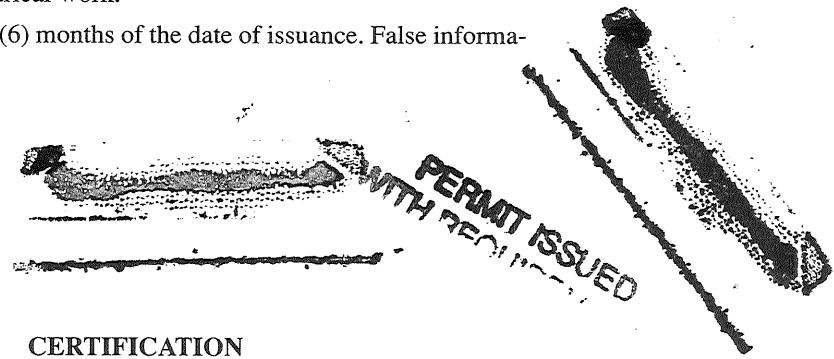 (6) months of the date of issuance. False informa-
PERMIT ISSUED
WITH
CERTIFICATION